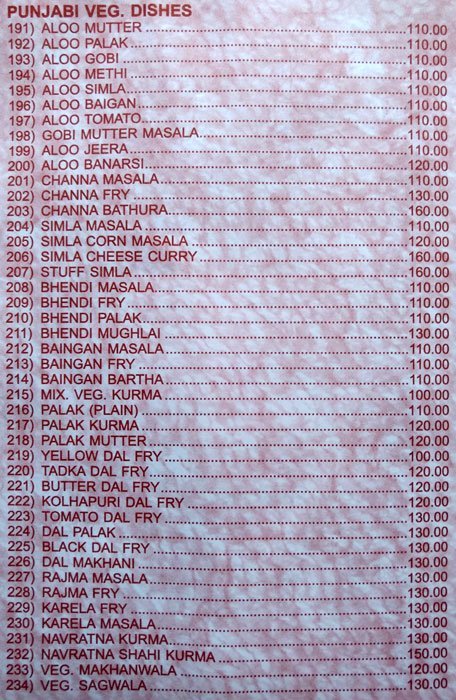 PUNJABI VEG. DISHES
191) ALOO MUTTER 110.00
192) ALOO PALAK 110.00
193) ALOO GOBI 110.00
194) ALOO METHI 110.00
195) ALOO SIMLA 110.00
196) ALOO BAIGAN 110.00
197) ALOO TOMATO 110.00
198) GOBI MUTTER MASALA 110.00
199) ALOO JEERA 110.00
200) ALOO BANARSI 120.00
201) CHANNA MASALA 110.00
202) CHANNA FRY 130.00
203) CHANNA BATHURA 160.00
204) SIMLA MASALA 110.00
205) SIMLA CORN MASALA 120.00
206) SIMLA CHEESE CURRY 160.00
207) STUFF SIMLA 160.00
208) BHENDI MASALA 110.00
209) BHENDI FRY 110.00
210) BHENDI PALAK 110.00
211) BHENDI MUGHLAI 130.00
212) BAINGAN MASALA 110.00
213) BAINGAN FRY 110.00
214) BAINGAN BARTHA 110.00
215) MIX. VEG. KURMA 100.00
216) PALAK (PLAIN) 110.00
217) PALAK KURMA 120.00
218) PALAK MUTTER 120.00
219) YELLOW DAL FRY 100.00
220) TADKA DAL FRY 120.00
221) BUTTER DAL FRY 120.00
222) KOLHAPURI DAL FRY 120.00
223) TOMATO DAL FRY 130.00
224) DAL PALAK 130.00
225) BLACK DAL FRY 130.00
226) DAL MAKHANI 130.00
227) RAJMA MASALA 130.00
228) RAJMA FRY 130.00
229) KARELA FRY 130.00
230) KARELA MASALA 130.00
231) NAVRATNA KURMA 130.00
232) NAVRATNA SHAHI KURMA 150.00
233) VEG. MAKHANWALA 120.00
234) VEG. SAGWALA 130.00